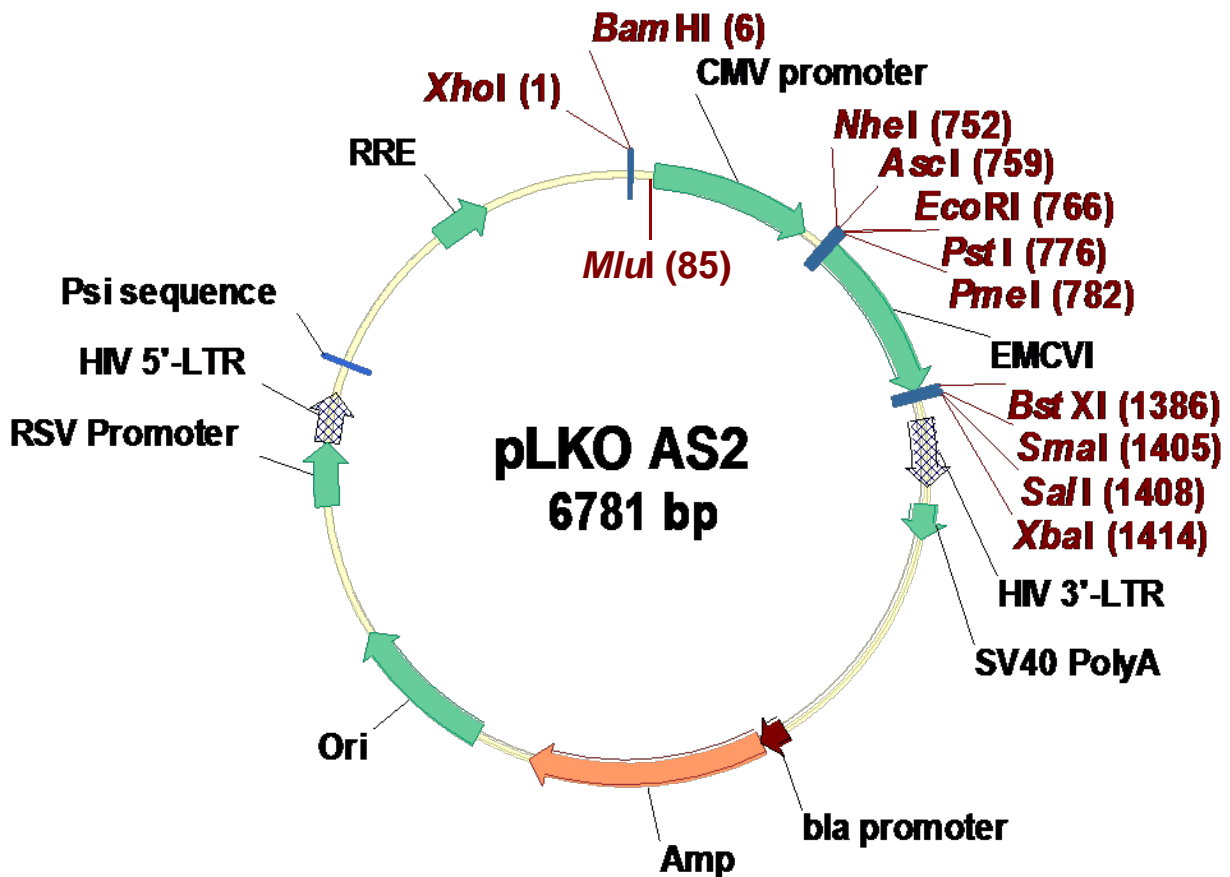 BamHI (6)
XhoI (1)
CMV promoter
NheI (752)
AscI (759)
EcoRI (766)
PstI (776)
PmeI (782)
RRE
MluI (85)
Psi sequence
HIV 5'-LTR
RSV Promoter
EMCVI
BstXI (1386)
SmaI (1405)
SalI (1408)
XbaI (1414)
pLKO AS2
6781 bp
HIV 3'-LTR
SV40 PolyA
Ori
bla promoter
Amp